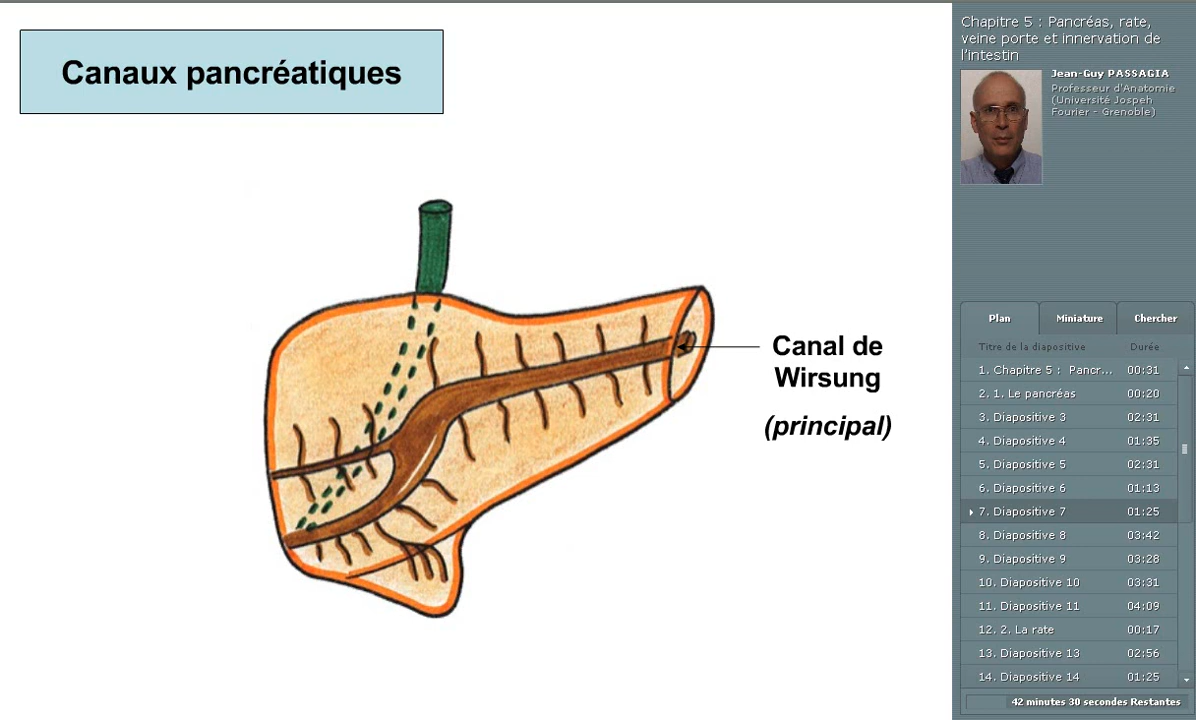 Canaux pancréatiques
Canal de
Wirsung
(principal)
Chapitre 5 : Pancréas, rate,
veine porte et innervation de
l'intestin
Jean-Guy PASSAGIA
Professeur d'Anatomie
(Université Jospeh
Fourier - Grenoble)
Plan Miniature Chercher
Titre de la diapositive Durée
1. Chapitre 5 : Pancr... 00:31
2. 1. Le pancréas 00:20
3. Diapositive 3 02:31
4. Diapositive 4 01:35
5. Diapositive 5 02:31
6. Diapositive 6 01:13
7. Diapositive 7 01:25
8. Diapositive 8 03:42
9. Diapositive 9 03:28
10. Diapositive 10 03:31
11. Diapositive 11 04:09
12. 2. La rate 00:17
13. Diapositive 13 02:56
14. Diapositive 14 01:25
42 minutes 30 secondes Restantes